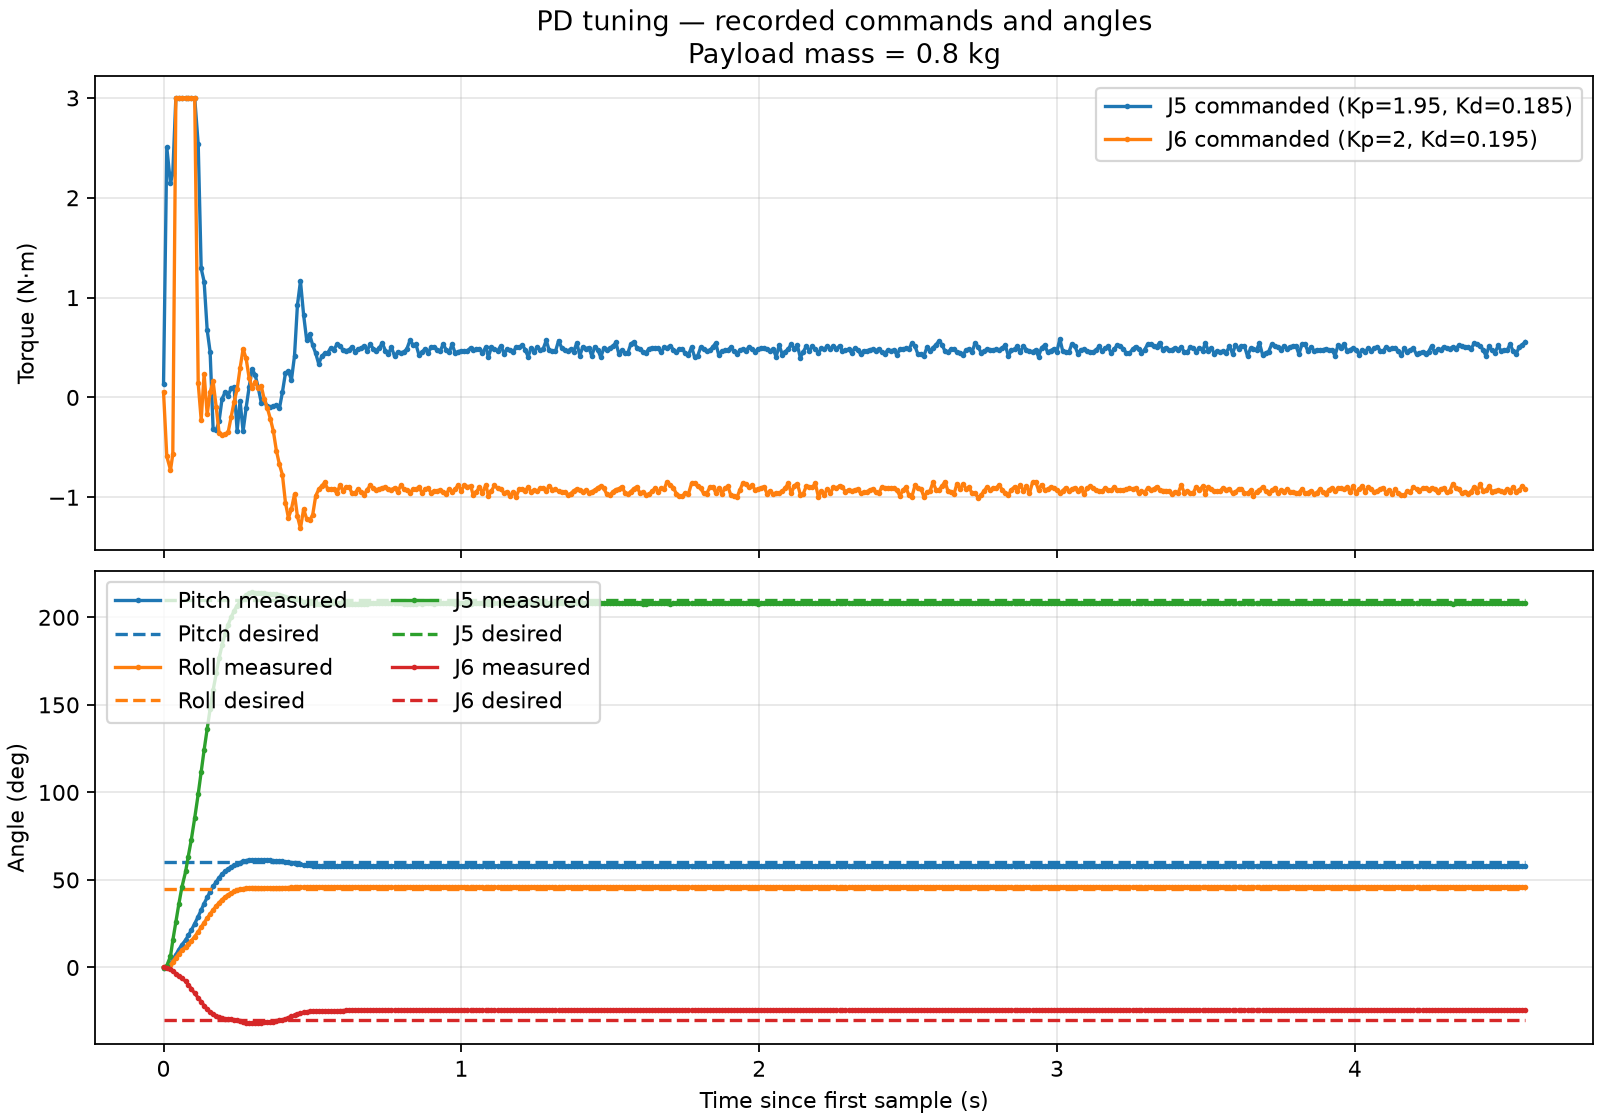 PD tuning — recorded commands and angles
Payload mass = 0.8 kg
3
2
1
0
−1
Torque (N·m)
J5 commanded (Kp=1.95, Kd=0.185)
J6 commanded (Kp=2, Kd=0.195)
200
150
100
50
0
Angle (deg)
Pitch measured
Pitch desired
Roll measured
Roll desired
J5 measured
J5 desired
J6 measured
J6 desired
0 1 2 3 4
Time since first sample (s)